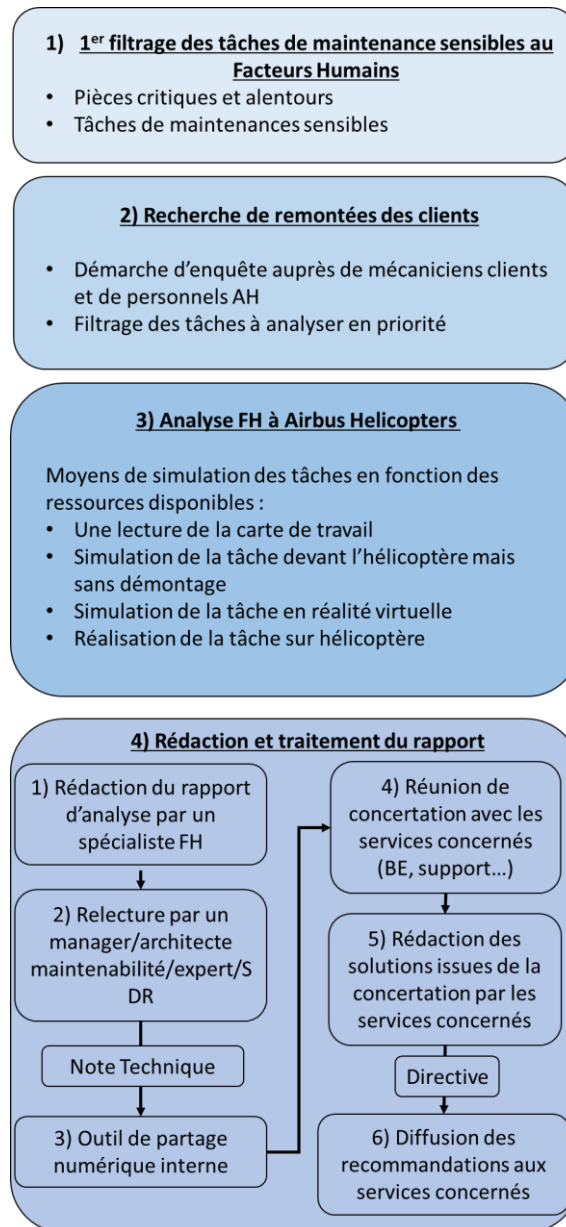 1) 1er filtrage des tâches de maintenance sensibles au
Facteurs Humains
• Pièces critiques et alentours
• Tâches de maintenances sensibles
2) Recherche de remontées des clients
• Démarche d'enquête auprès de mécaniciens clients
et de personnels AH
• Filtrage des tâches à analyser en priorité
3) Analyse FH à Airbus Helicopters
Moyens de simulation des tâches en fonction des
ressources disponibles :
• Une lecture de la carte de travail
• Simulation de la tâche devant l'hélicoptère mais
sans démontage
• Simulation de la tâche en réalité virtuelle
• Réalisation de la tâche sur hélicoptère
4) Rédaction et traitement du rapport
1) Rédaction du rapport
d'analyse par un
spécialiste FH
2) Relecture par un
manager/architecte
maintenabilité/expert/S
DR
Note Technique
3) Outil de partage
numérique interne
4) Réunion de
concertation avec les
services concernés
(BE, support...)
5) Rédaction des
solutions issues de la
concertation par les
services concernés
Directive
6) Diffusion des
recommandations aux
services concernés